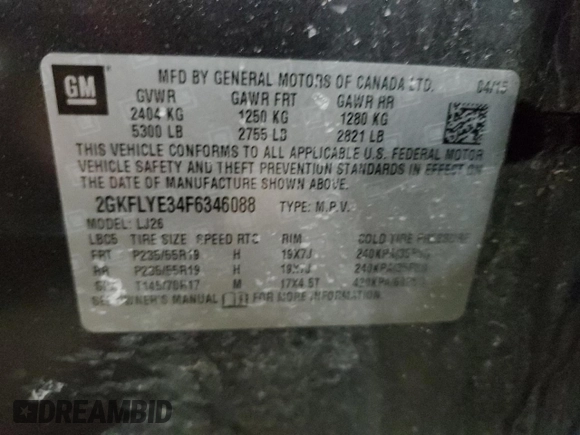 GM
MFD BY GENERAL MOTORS OF CANADA LTD. 04/15
GVWR GAWR FRT GAWR RR
2404 KG 1250 KG 1280 KG
5300 LB 2755 LB 2821 LB
THIS VEHICLE CONFORMS TO ALL APPLICABLE U.S. FEDERAL MOTOR
VEHICLE SAFETY AND THEFT PREVENTION STANDARDS IN EFFECT ON
THE DATE OF MANUFACTURE SHOWN ABOVE.
2GKFLYE34F6346088 TYPE: M.P.V.
MODEL: LJ26
TIRE SIZE SPEED RTG RIM COLD TIRE PRESSURE
FRT P235/55R19 H 19X7J
RR P235/55R19 H 19X7J
T145/70R17 M 17X4.5T
SEE OWNER'S MANUAL FOR MORE INFORMATION.
DREAMBID